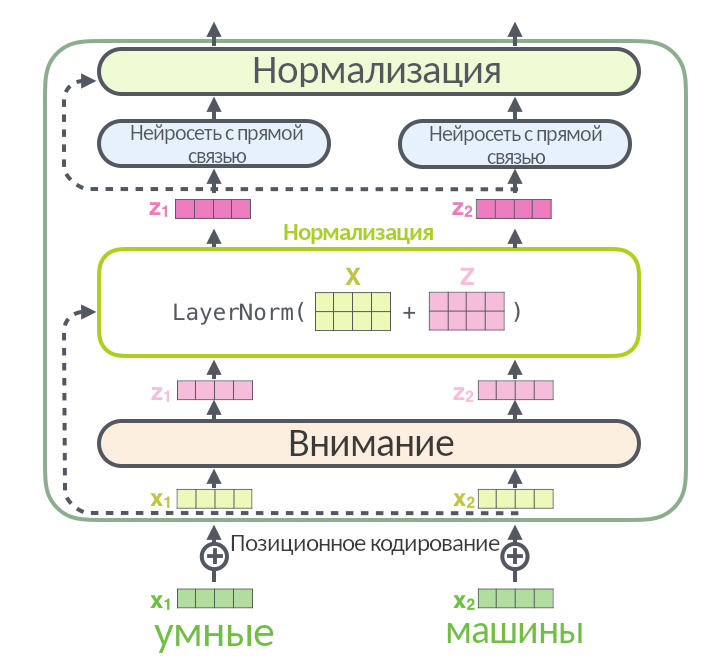 Нормализация
Нейросеть с прямой связью
Нейросеть с прямой связью
z1 z2
Нормализация
X Z
LayerNorm( + )
z1 z2
Внимание
x1 x2
Позиционное кодирование
x1 x2
умные машины